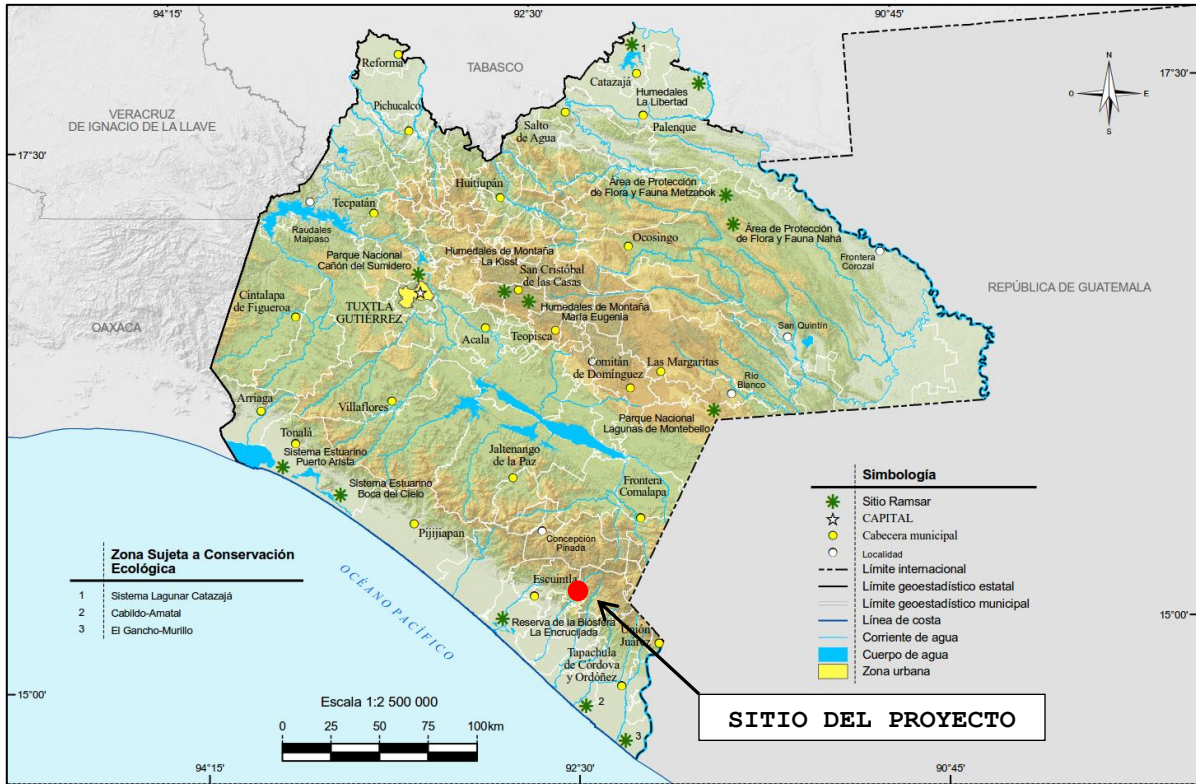 94°15'
92°30'
90°45'
17°30'
17°30'
15°00'
15°00'
94°15'
92°30'
90°45'
N
O
E
S
TABASCO
VERACRUZ
DE IGNACIO DE LA LLAVE
OAXACA
REPÚBLICA DE GUATEMALA
OCÉANO PACÍFICO
Reforma
Pichucalco
1
Catazajá
Humedales
La Libertad
Salto
de Agua
Palenque
Huitiupán
Tecpatán
Raudales
Malpaso
Área de Protección
de Flora y Fauna Metzabok
Área de Protección
de Flora y Fauna Nahá
Ocosingo
Frontera
Corozal
Parque Nacional
Cañón del Sumidero
Humedales de Montaña
La Kisst
San Cristóbal
de las Casas
Humedales de Montaña
María Eugenia
Cintalapa
de Figueroa
TUXTLA
GUTIÉRREZ
Acala
Teopisca
San Quintín
Comitán
de Domínguez
Las Margaritas
Río
Blanco
Arriaga
Villaflores
Parque Nacional
Lagunas de Montebello
Tonalá
Sistema Estuarino
Puerto Arista
Jaltenango
de la Paz
Sistema Estuarino
Boca del Cielo
Frontera
Comalapa
Pijijiapan
Concepción
Pinada
Escuintla
Reserva de la Biósfera
La Encrucijada
Unión
Juárez
Tapachula
de Córdova
y Ordóñez
2
3
Zona Sujeta a Conservación
Ecológica
1 Sistema Lagunar Catazajá
2 Cabildo-Amatal
3 El Gancho-Murillo
Escala 1:2 500 000
0 25 50 75 100km
Simbología
Sitio Ramsar
CAPITAL
Cabecera municipal
Localidad
Límite internacional
Límite geoestadístico estatal
Límite geoestadístico municipal
Línea de costa
Corriente de agua
Cuerpo de agua
Zona urbana
SITIO DEL PROYECTO